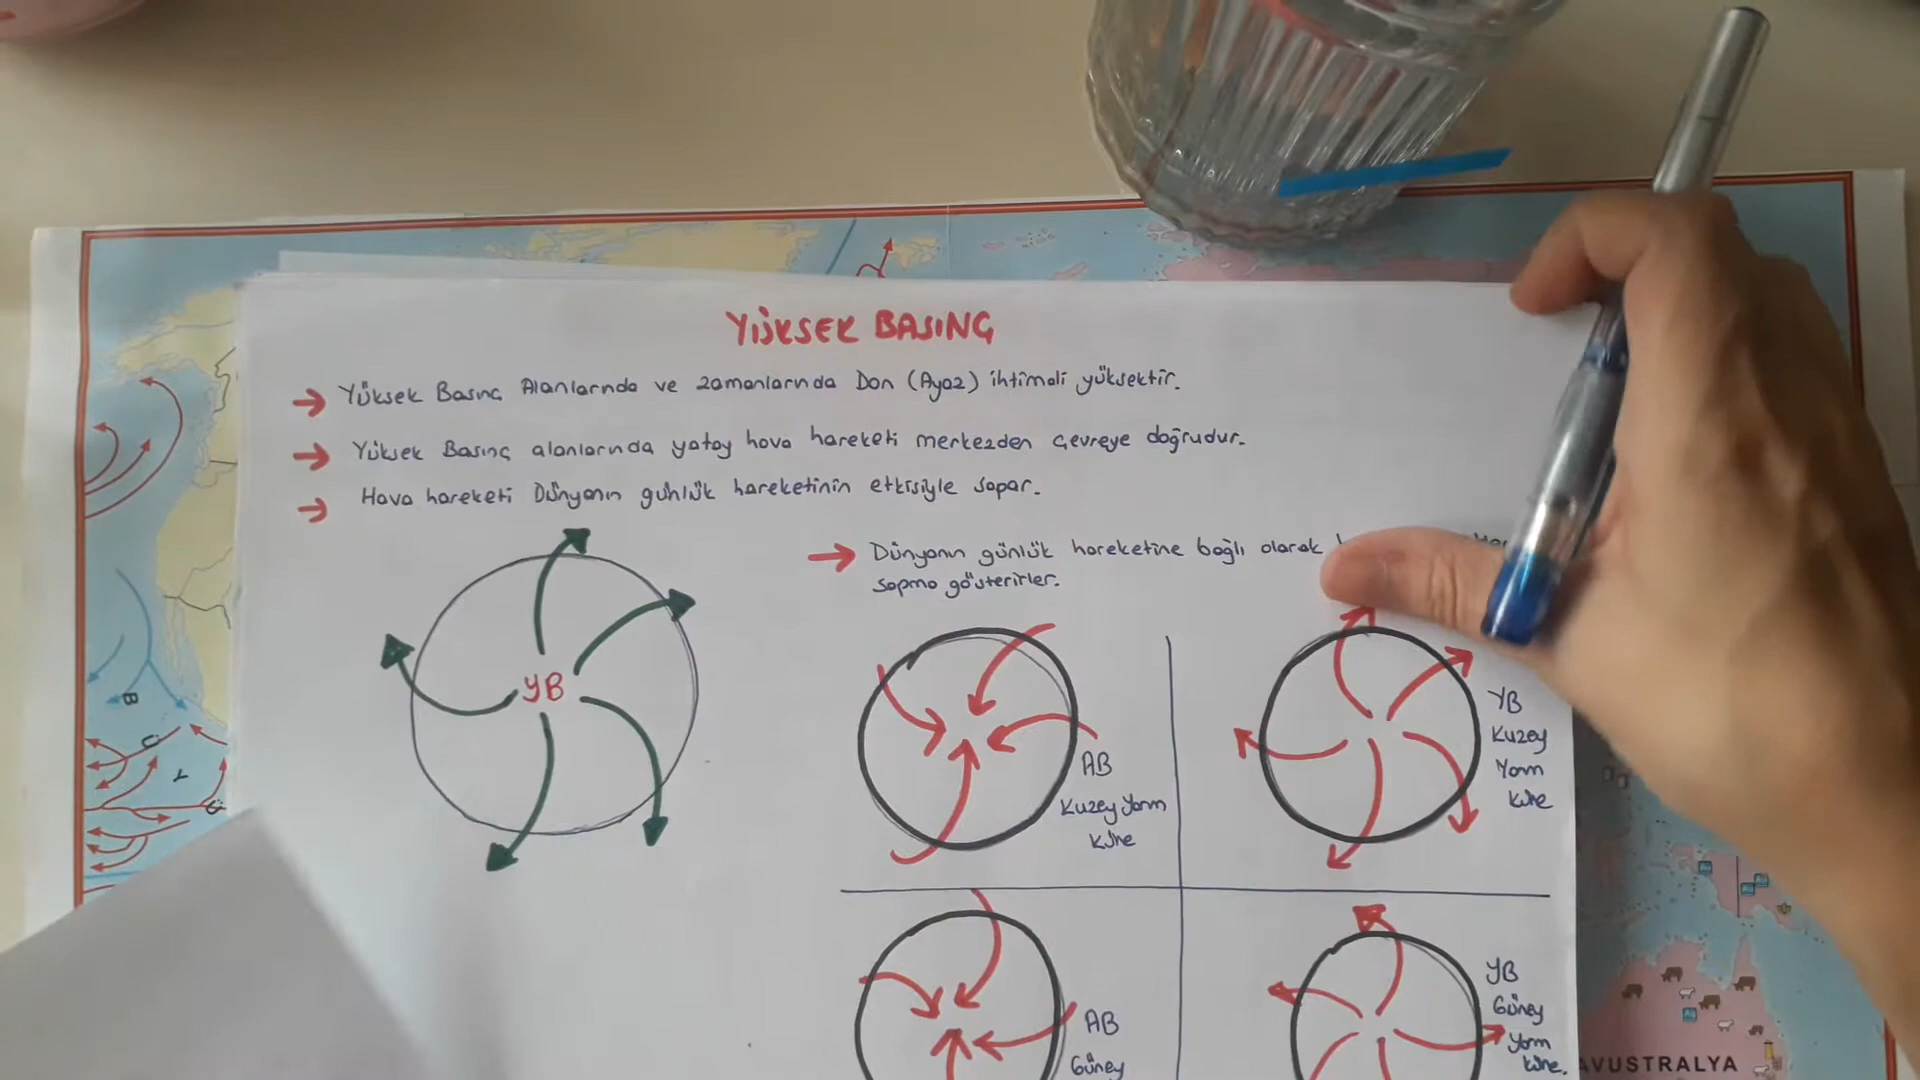 YÜKSEK BASINÇ
→ Yüksek Basınç Alanlarında ve zamanlarında Don (Ayaz) ihtimali yüksektir.
→ Yüksek Basınç alanlarında yatay hava hareketi merkezden çevreye doğrudur.
→ Hava hareketi Dünyanın günlük hareketinin etkisiyle sapar.
→ Dünyanın günlük hareketine bağlı olarak
sapma gösterirler.
YB
AB
Kuzey Yarım
Küre
YB
Kuzey
Yarım
Küre
AB
Güney
YB
Güney
Yarım
Küre.
B
Ü
Y
G
AVUSTRALYA